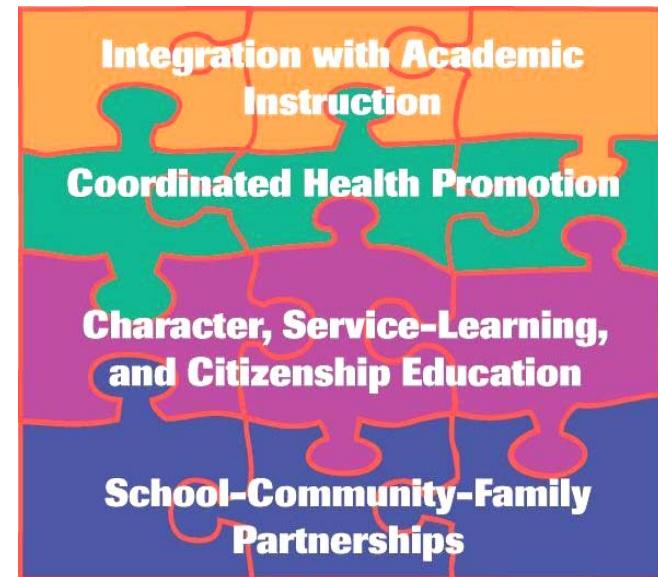 Integration with Academic
Instruction
Coordinated Health Promotion
Character, Service-Learning,
and Citizenship Education
School-Community-Family
Partnerships